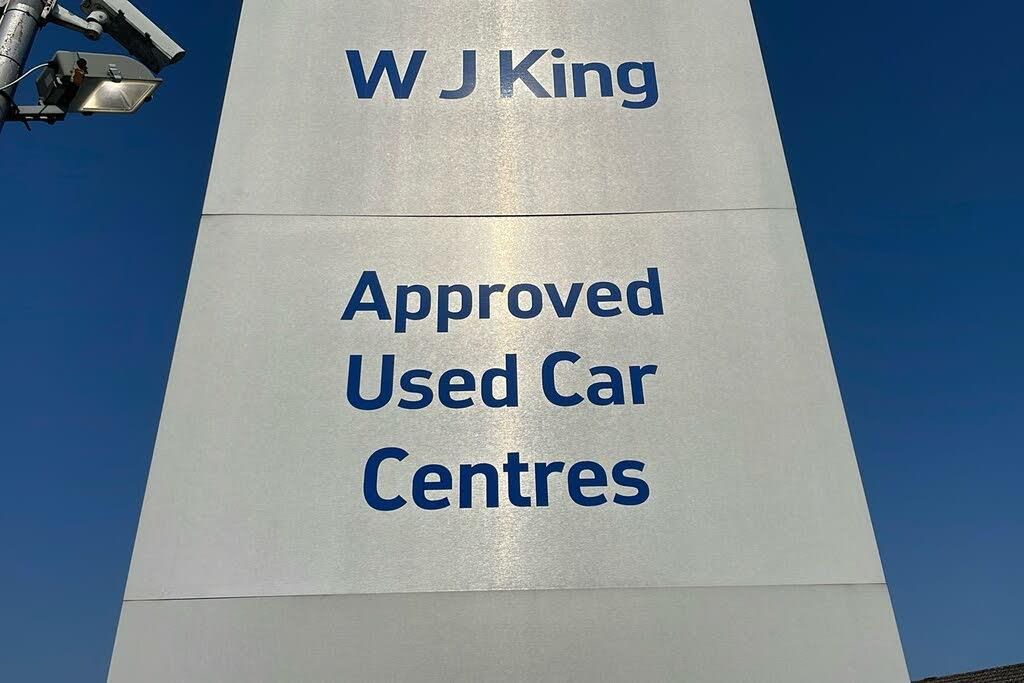 W J King
Approved
Used Car
Centres